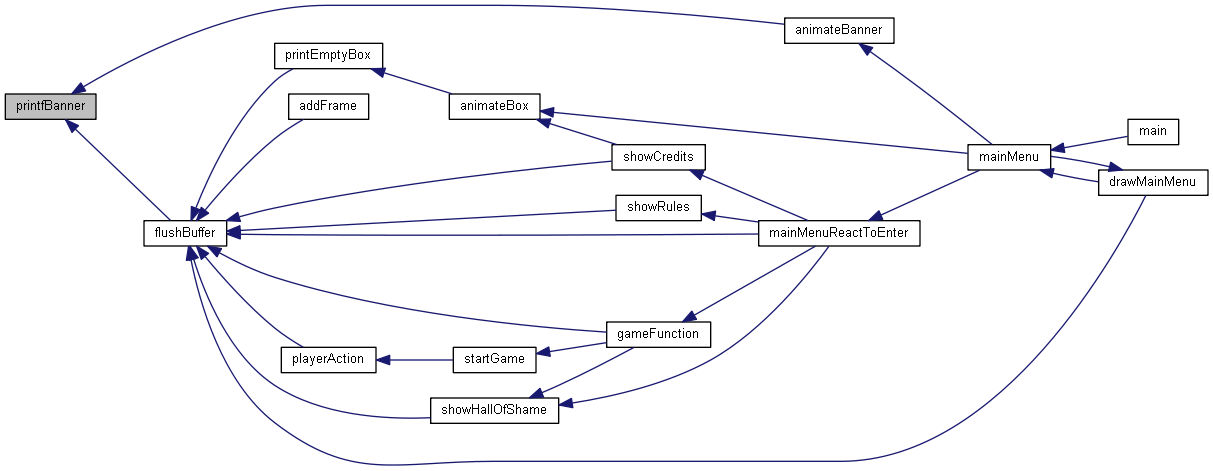 animateBanner
printEmptyBox
printfBanner
addFrame
animateBox
main
showCredits
mainMenu
drawMainMenu
showRules
flushBuffer
mainMenuReactToEnter
gameFunction
playerAction
startGame
showHallOfShame